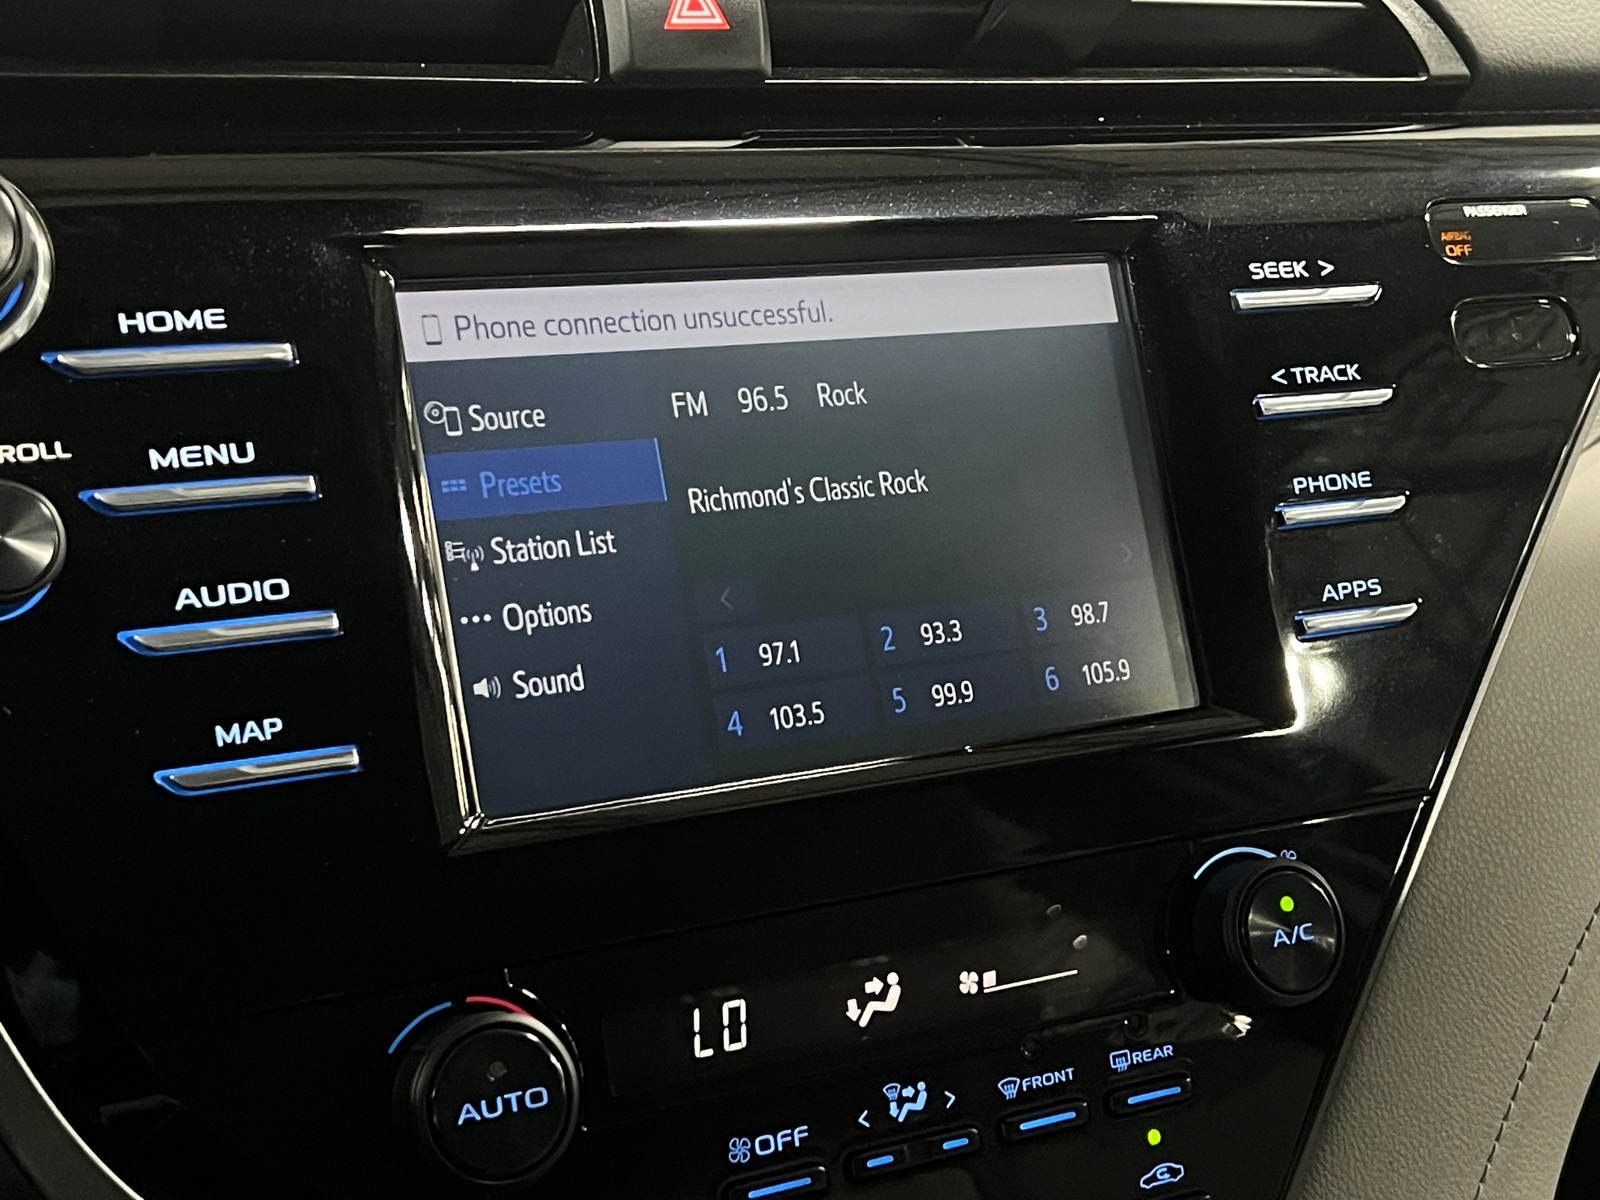 PASSENGER
AIRBAG
OFF
SEEK >
HOME
Phone connection unsuccessful.
< TRACK
Source
FM 96.5 Rock
ROLL
MENU
Presets
Richmond's Classic Rock
PHONE
Station List
AUDIO
Options
<
>
APPS
1 97.1
2 93.3
3 98.7
Sound
4 103.5
5 99.9
6 105.9
MAP
A/C
LO
AUTO
OFF
< >
FRONT
REAR